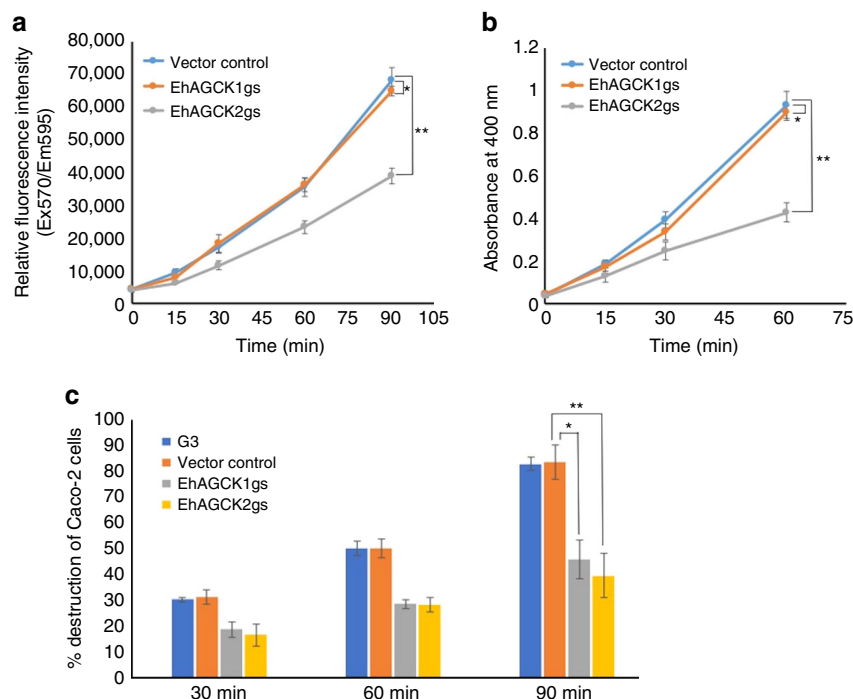 a
80,000
70,000
60,000
50,000
40,000
30,000
20,000
10,000
0
Relative fluorescence intensity
(Ex570/Em595)
Vector control
EhAGCK1gs
EhAGCK2gs
*
**
0 15 30 45 60 75 90 105
Time (min)
b
1.2
1
0.8
0.6
0.4
0.2
0
Absorbance at 400 nm
Vector control
EhAGCK1gs
EhAGCK2gs
*
**
0 15 30 45 60 75
Time (min)
c
100
90
80
70
60
50
40
30
20
10
0
% destruction of Caco-2 cells
G3
Vector control
EhAGCK1gs
EhAGCK2gs
**
*
30 min 60 min 90 min